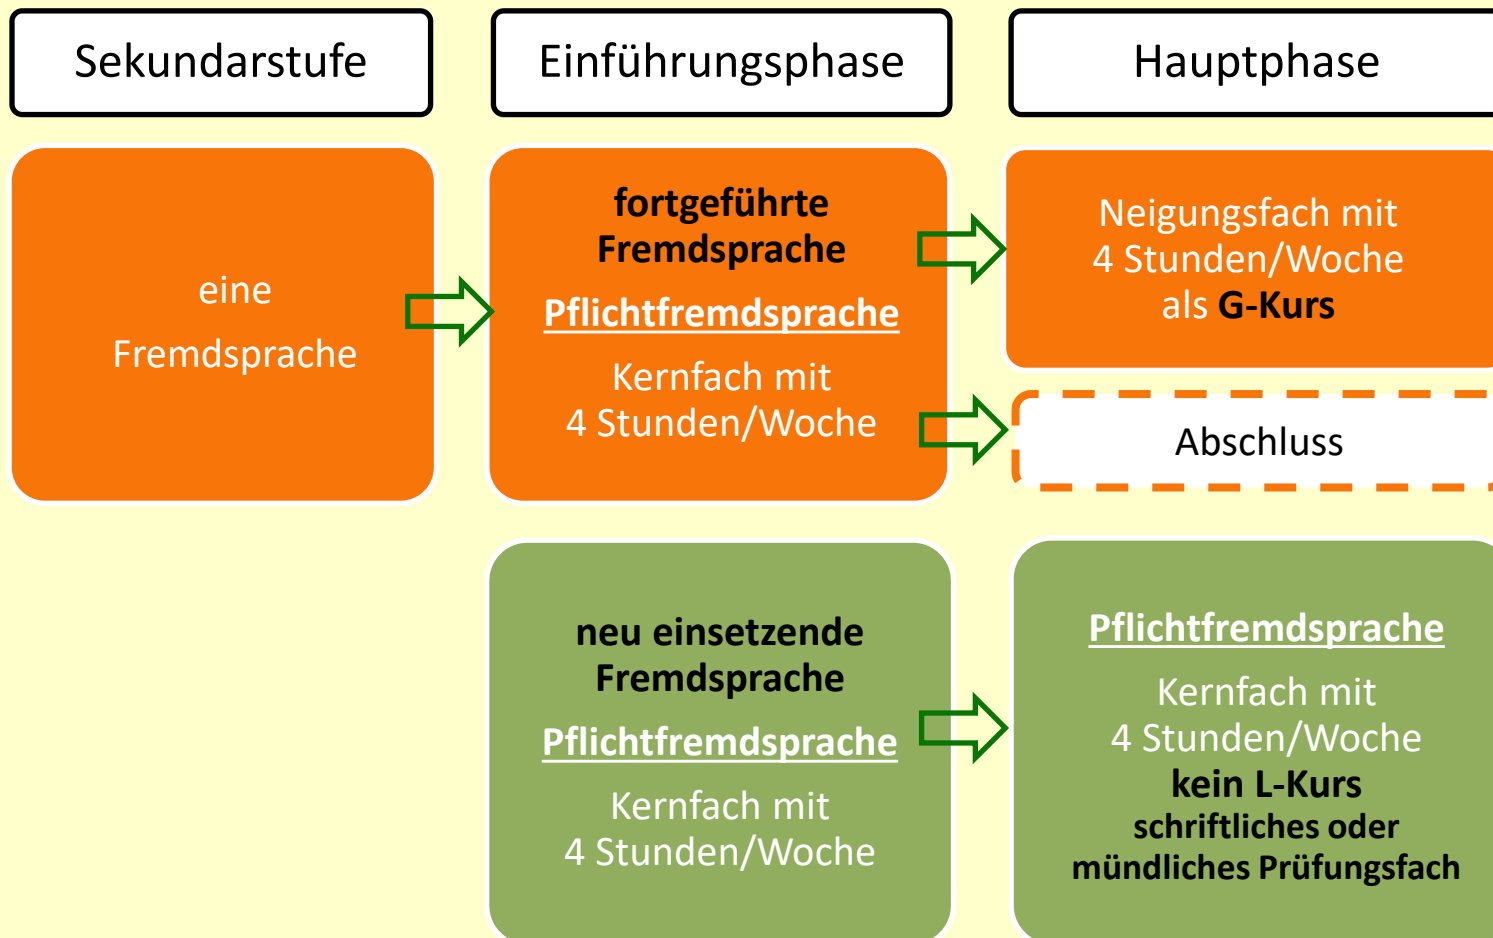 Sekundarstufe
Einführungsphase
Hauptphase
eine
Fremdsprache
fortgeführte
Fremdsprache
Pflichtfremdsprache
Kernfach mit
4 Stunden/Woche
Neigungsfach mit
4 Stunden/Woche
als G-Kurs
Abschluss
neu einsetzende
Fremdsprache
Pflichtfremdsprache
Kernfach mit
4 Stunden/Woche
Pflichtfremdsprache
Kernfach mit
4 Stunden/Woche
kein L-Kurs
schriftliches oder
mündliches Prüfungsfach